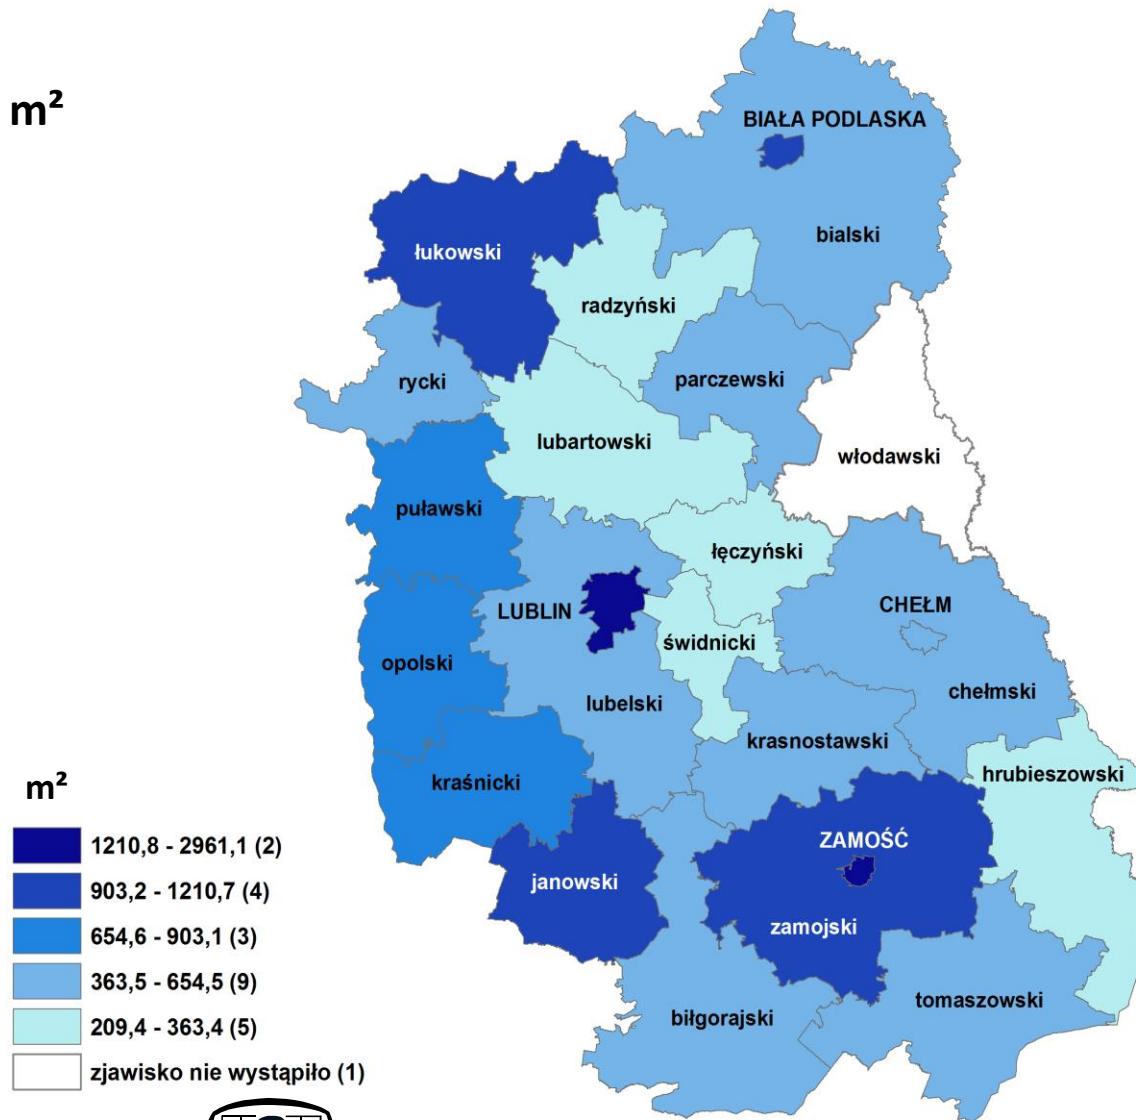 m²
BIAŁA PODLASKA
bialski
łukowski
radzyński
rycki
parczewski
lubartowski
włodawski
puławski
łęczyński
LUBLIN
CHEŁM
świdnicki
opolski
lubelski
chełmski
krasnostawski
hrubieszowski
kraśnicki
ZAMOŚĆ
janowski
zamojski
tomaszowski
biłgorajski
m²
1210,8 - 2961,1 (2)
903,2 - 1210,7 (4)
654,6 - 903,1 (3)
363,5 - 654,5 (9)
209,4 - 363,4 (5)
zjawisko nie wystąpiło (1)